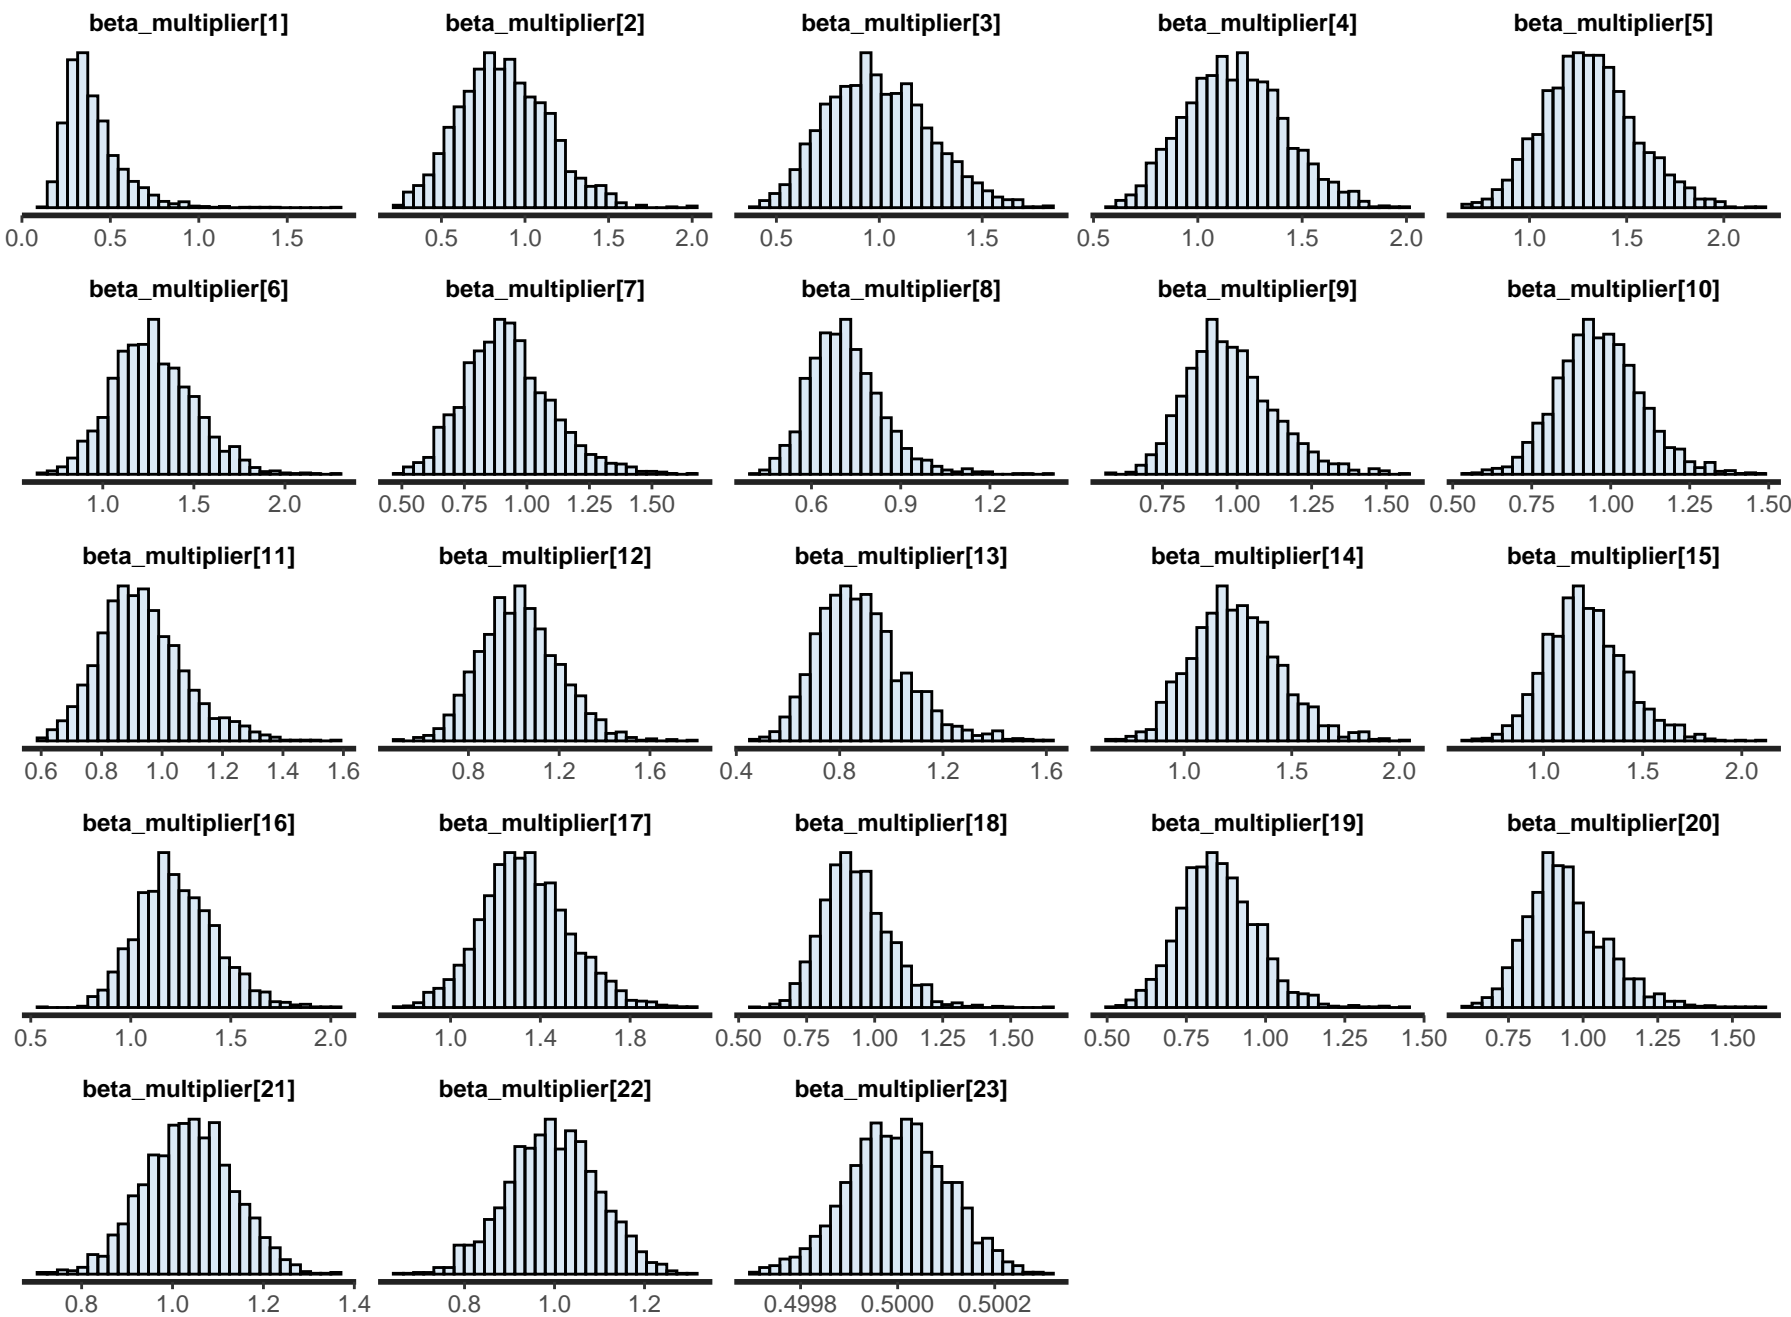 beta_multiplier[1] beta_multiplier[2] beta_multiplier[3] beta_multiplier[4] beta_multiplier[5]
0.0 0.5 1.0 1.5 0.5 1.0 1.5 2.0 0.5 1.0 1.5 0.5 1.0 1.5 2.0 1.0 1.5 2.0
beta_multiplier[6] beta_multiplier[7] beta_multiplier[8] beta_multiplier[9] beta_multiplier[10]
1.0 1.5 2.0 0.50 0.75 1.00 1.25 1.50 0.6 0.9 1.2 0.75 1.00 1.25 1.50 0.50 0.75 1.00 1.25 1.50
beta_multiplier[11] beta_multiplier[12] beta_multiplier[13] beta_multiplier[14] beta_multiplier[15]
0.6 0.8 1.0 1.2 1.4 1.6 0.8 1.2 1.6 0.4 0.8 1.2 1.6 1.0 1.5 2.0 1.0 1.5 2.0
beta_multiplier[16] beta_multiplier[17] beta_multiplier[18] beta_multiplier[19] beta_multiplier[20]
0.5 1.0 1.5 2.0 1.0 1.4 1.8 0.50 0.75 1.00 1.25 1.50 0.50 0.75 1.00 1.25 1.50 0.75 1.00 1.25 1.50
beta_multiplier[21] beta_multiplier[22] beta_multiplier[23]
0.8 1.0 1.2 1.4 0.8 1.0 1.2 0.4998 0.5000 0.5002